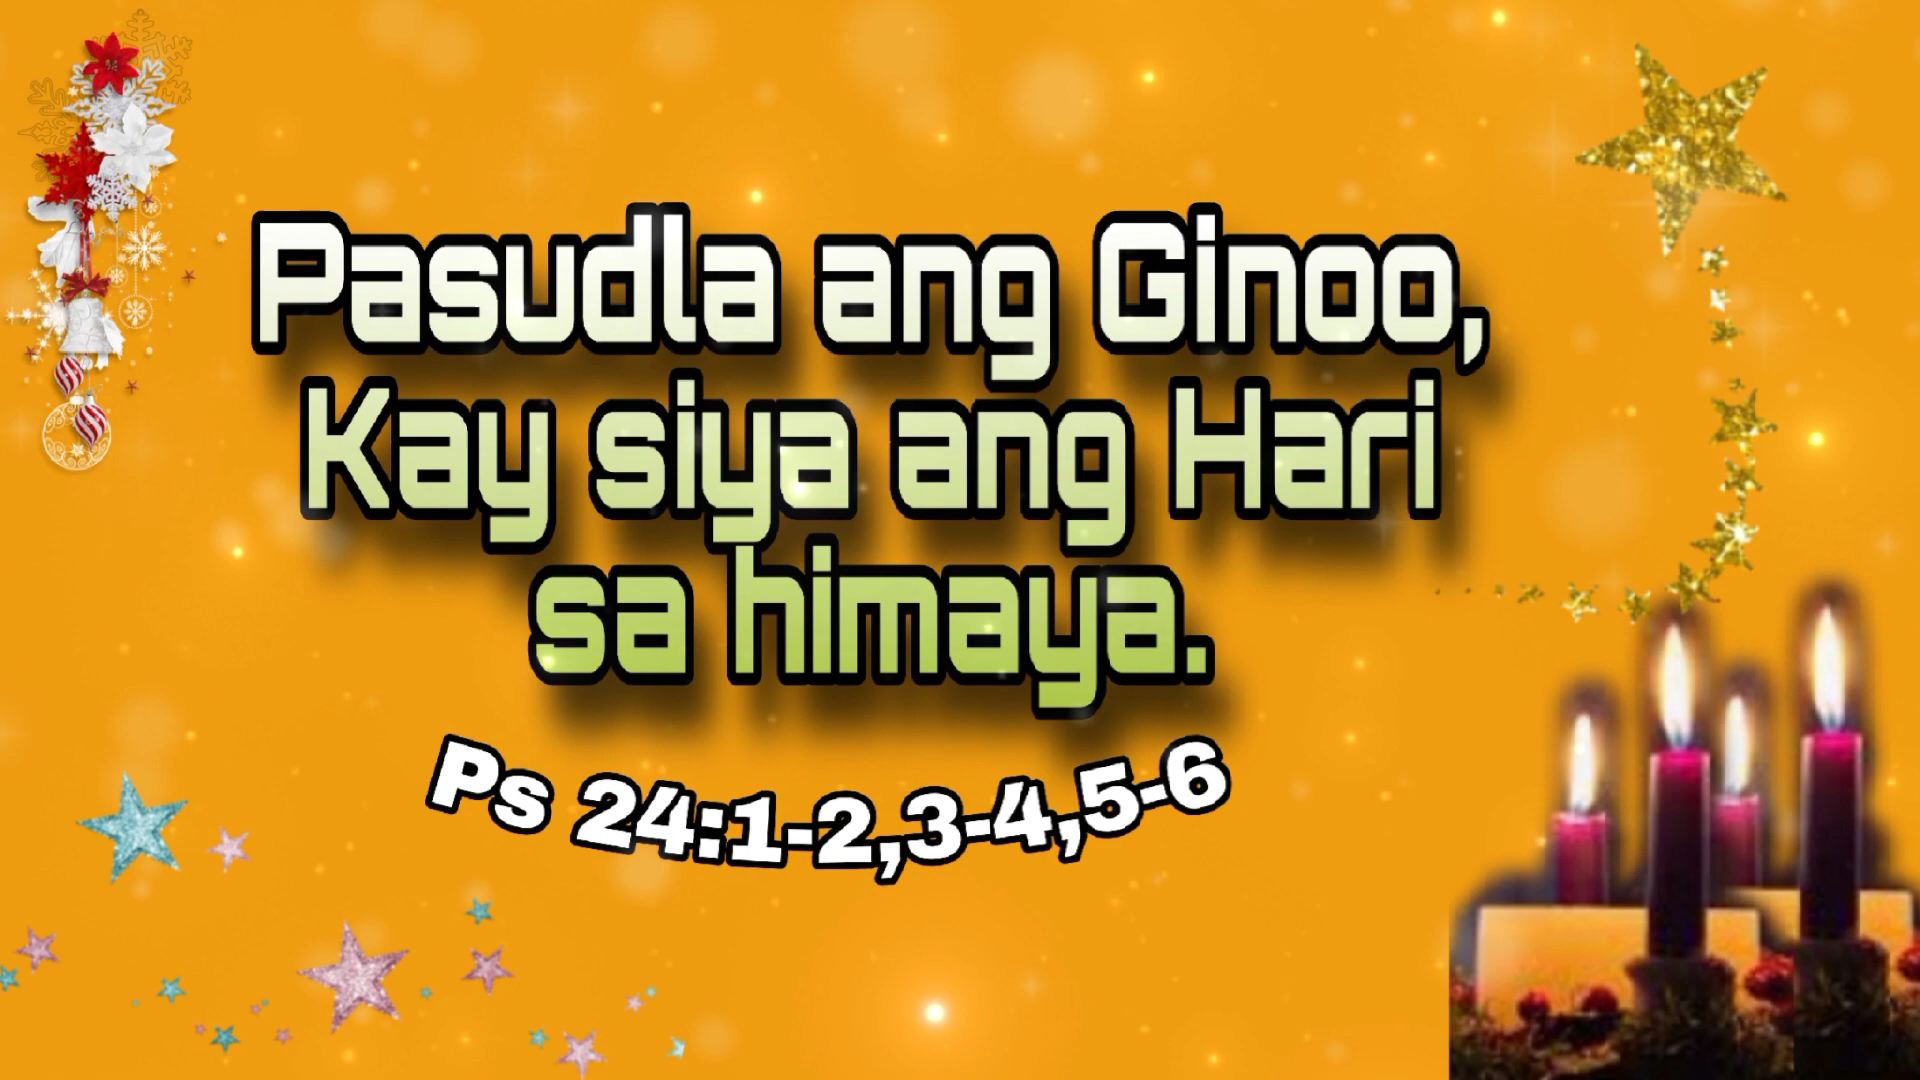 Pasudla ang Ginoo,
Kay siya ang Hari
sa himaya.
Ps 24:1-2,3-4,5-6